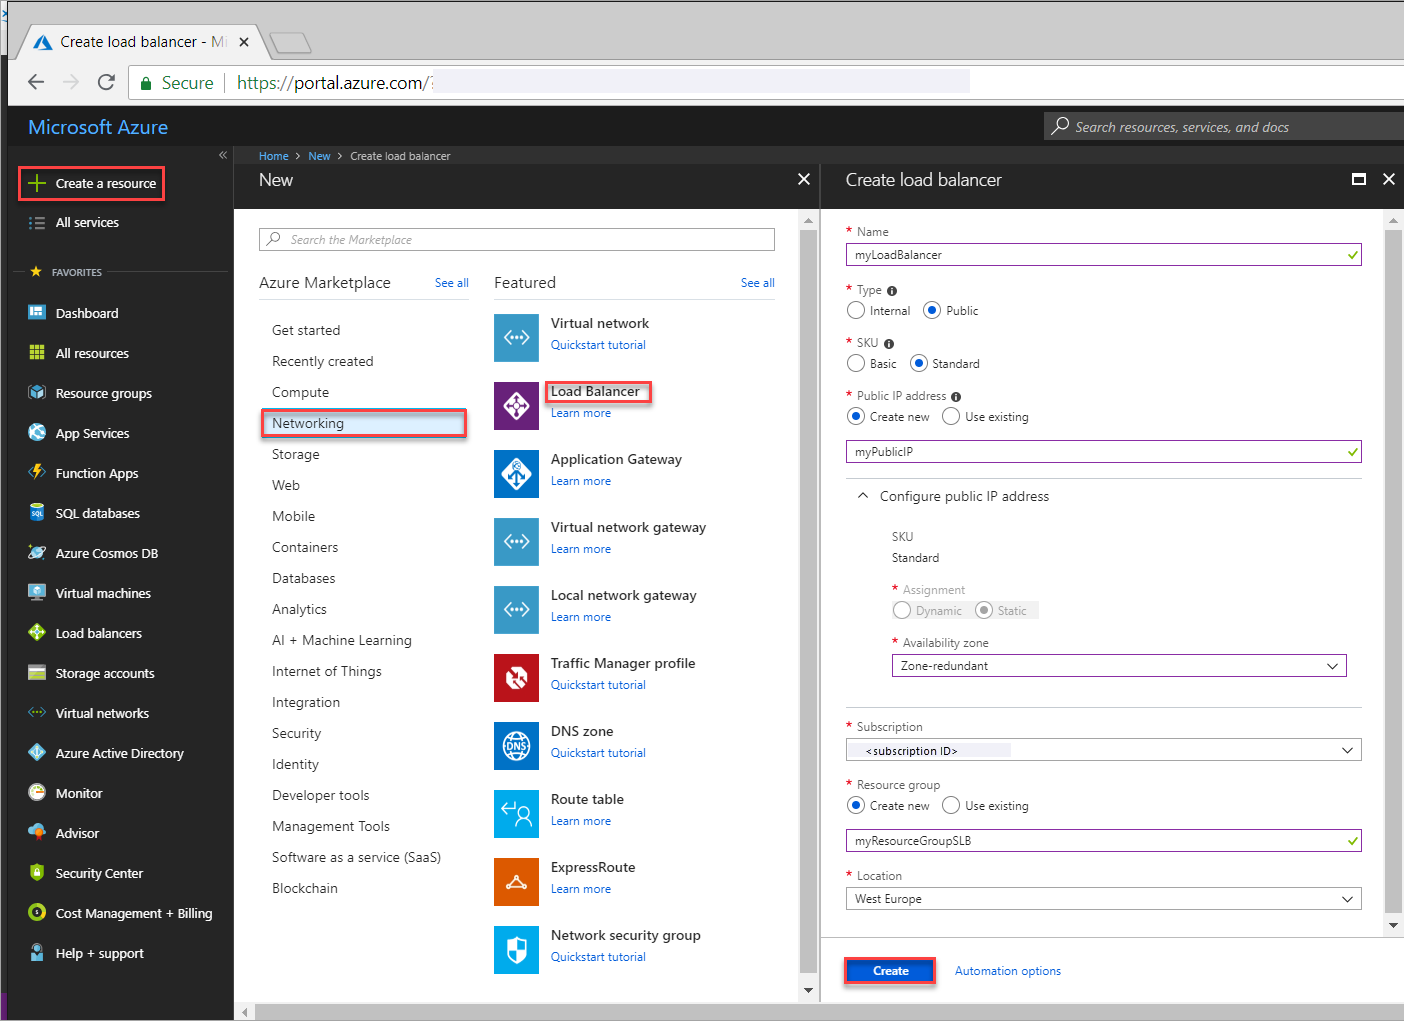 Create load balancer - Mi
Secure
https://portal.azure.com/?
Microsoft Azure
Search resources, services, and docs
Create a resource
All services
FAVORITES
Dashboard
All resources
Resource groups
App Services
Function Apps
SQL
SQL databases
Azure Cosmos DB
Virtual machines
Load balancers
Storage accounts
Virtual networks
Azure Active Directory
Monitor
Advisor
Security Center
Cost Management + Billing
Help + support
Home > New > Create load balancer
New
Search the Marketplace
Azure Marketplace
See all
Get started
Recently created
Compute
Networking
Storage
Web
Mobile
Containers
Databases
Analytics
AI + Machine Learning
Internet of Things
Integration
Security
Identity
Developer tools
Management Tools
Software as a service (SaaS)
Blockchain
Featured
See all
Virtual network
Quickstart tutorial
Load Balancer
Learn more
Application Gateway
Learn more
Virtual network gateway
Learn more
Local network gateway
Learn more
Traffic Manager profile
Quickstart tutorial
DNS
DNS zone
Quickstart tutorial
Route table
Learn more
ExpressRoute
Learn more
Network security group
Quickstart tutorial
Create load balancer
* Name
myLoadBalancer
* Type
Internal Public
* SKU
Basic Standard
* Public IP address
Create new Use existing
myPublicIP
Configure public IP address
SKU
Standard
* Assignment
Dynamic Static
* Availability zone
Zone-redundant
* Subscription
<subscription ID>
* Resource group
Create new Use existing
myResourceGroupSLB
* Location
West Europe
Create
Automation options